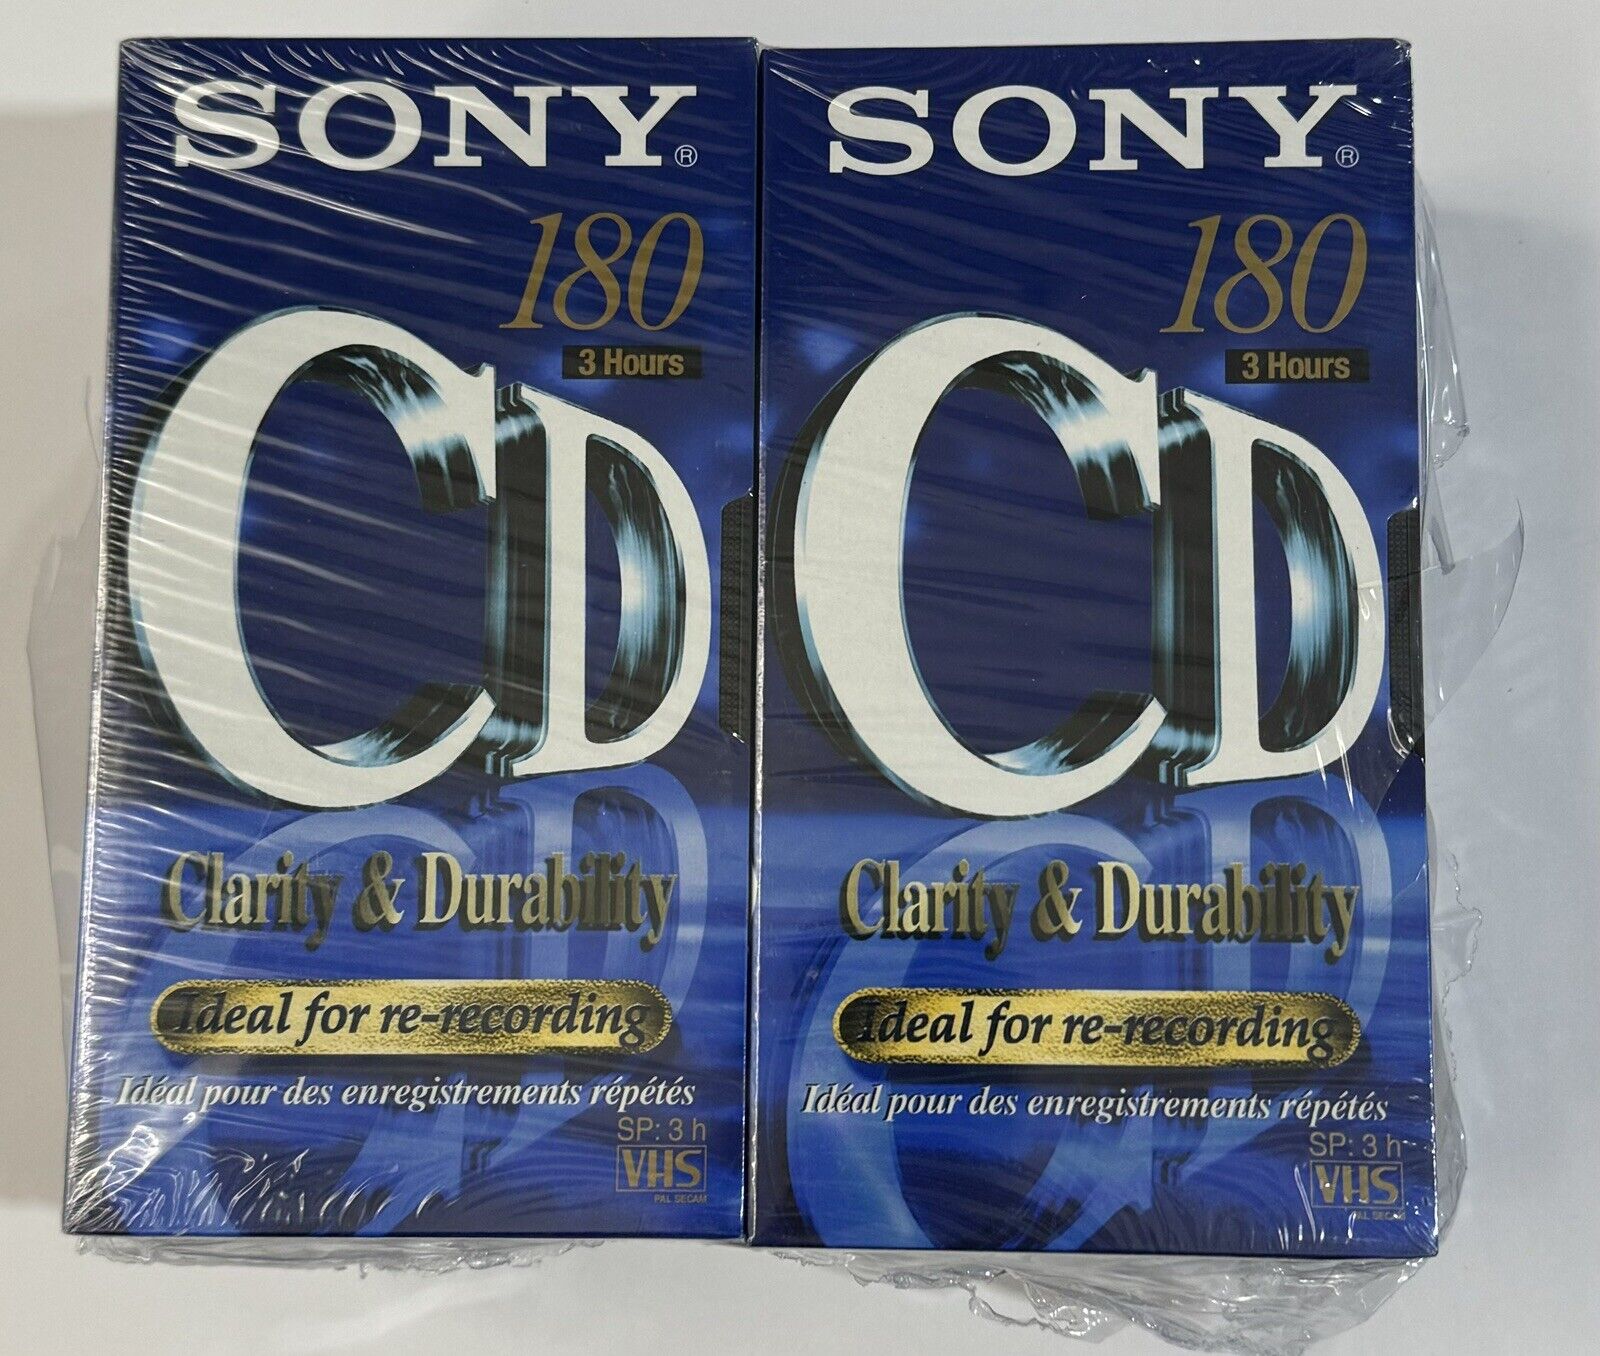 SONY®
180
3 Hours
CD
Clarity & Durability
Ideal for re-recording
Idéal pour des enregistrements répétés
SP: 3 h
VHS
PAL SECAM
SONY®
180
3 Hours
CD
Clarity & Durability
Ideal for re-recording
Idéal pour des enregistrements répétés
SP: 3 h
VHS
PAL SECAM